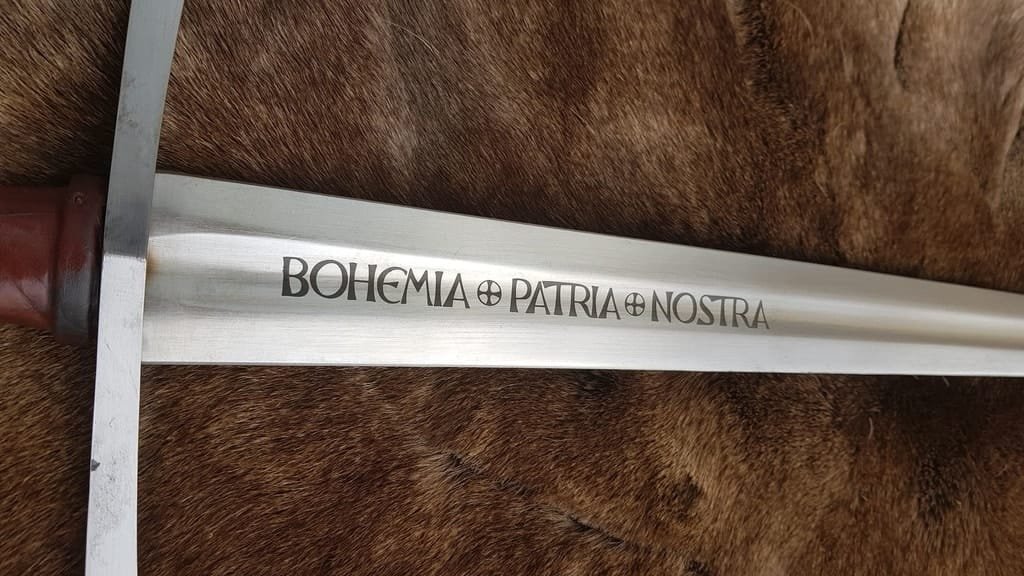 BOHEMIA ⊕ PATRIA ⊕ NOSTRA